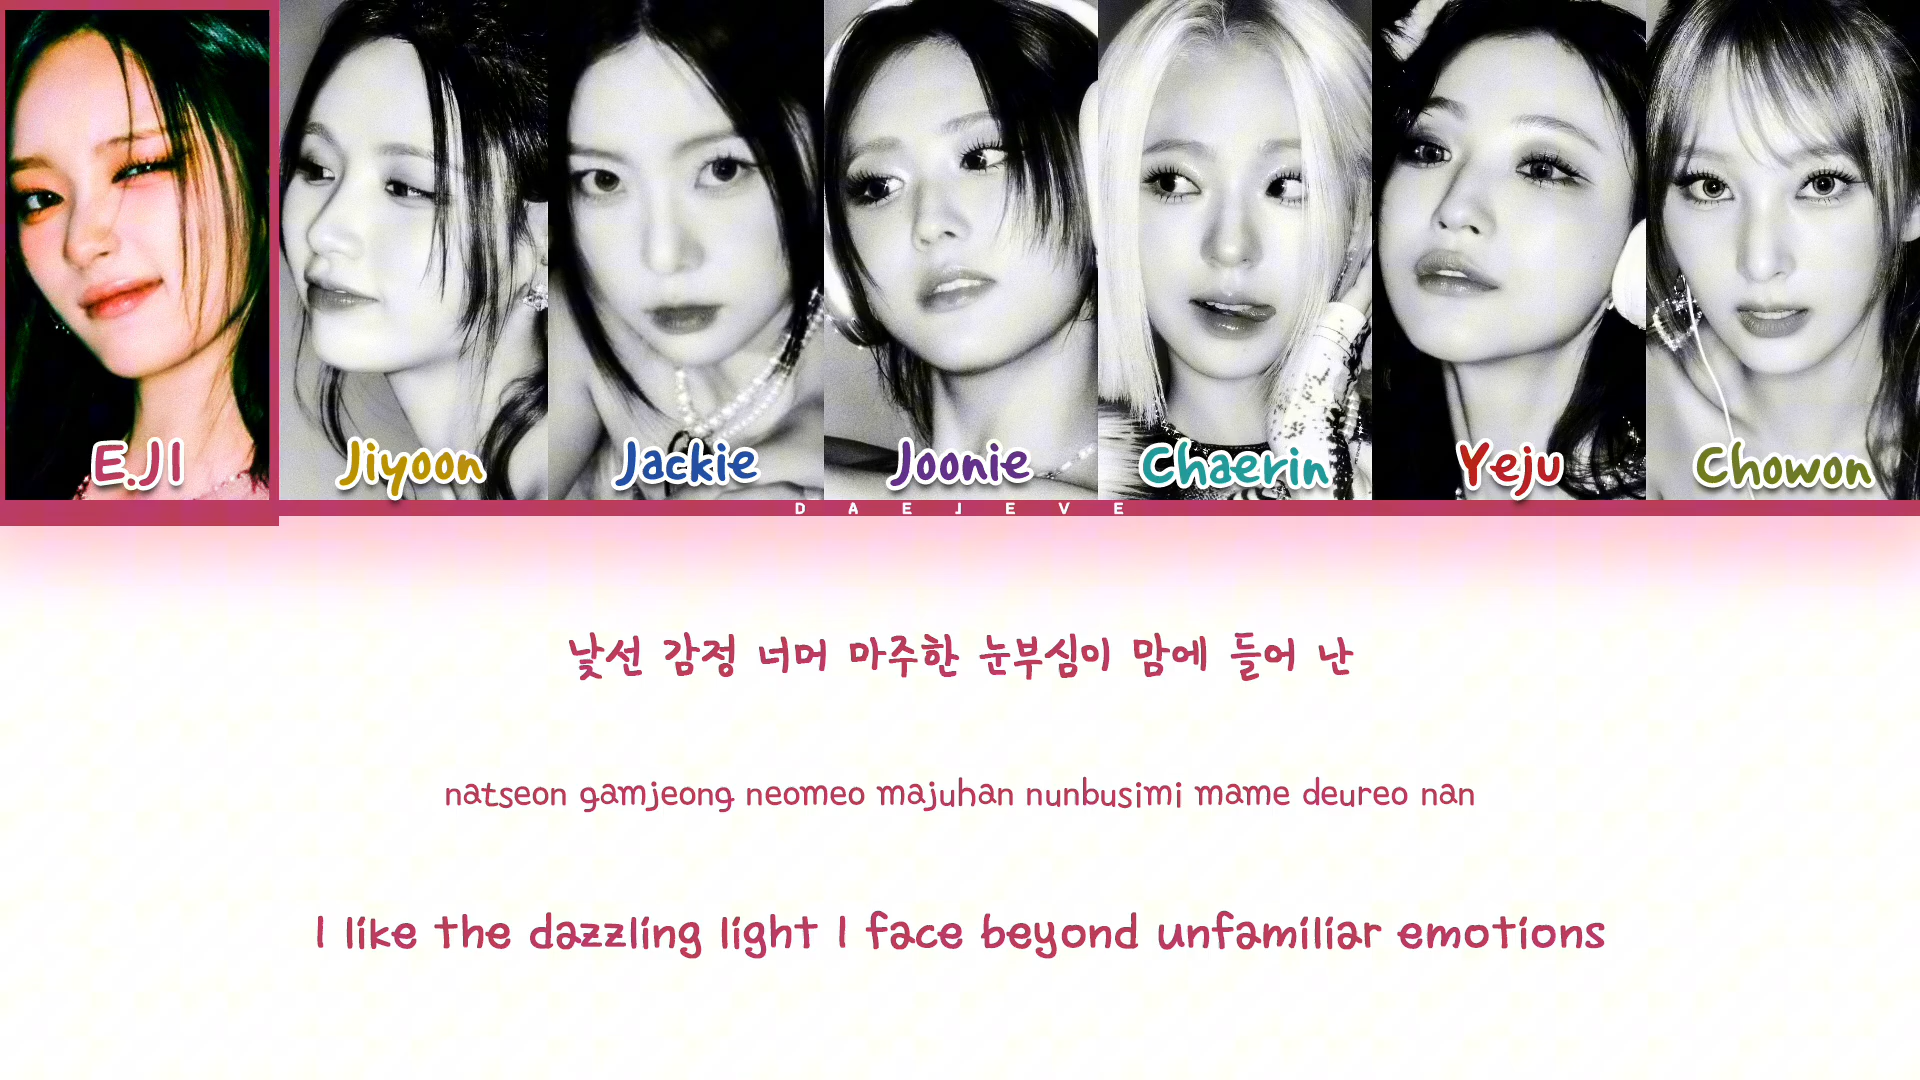 E.JI
Jiyoon
Jackie
Joonie
Chaerin
Yeju
Chowon
DAEJEVE
낯선 감정 너머 마주한 눈부심이 맘에 들어 난
natseon gamjeong neomeo majuhan nunbusimi mame deureo nan
I like the dazzling light I face beyond unfamiliar emotions